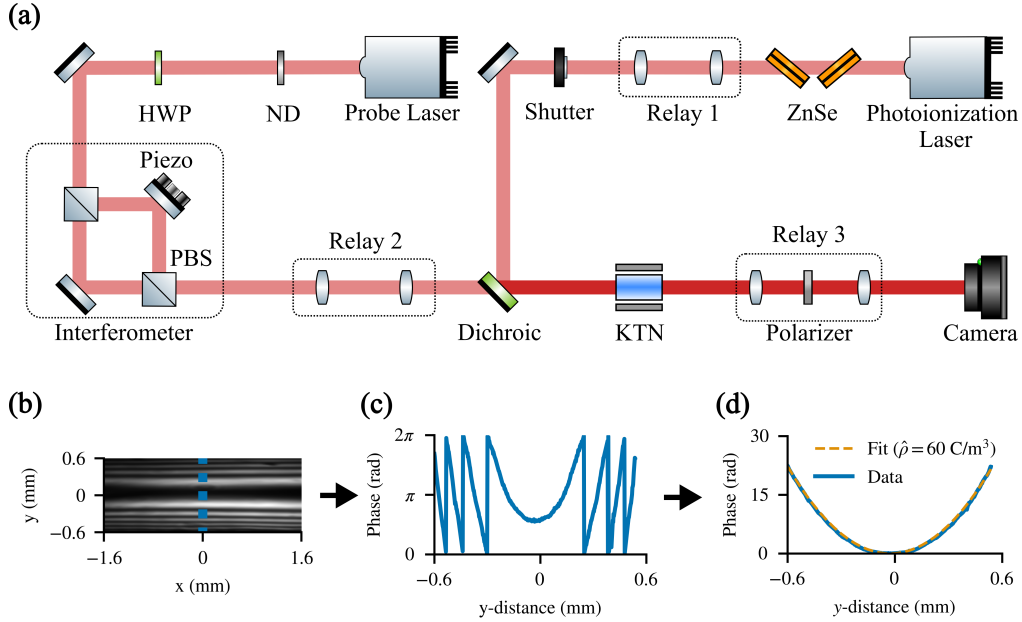 (a)
HWP
ND
Probe Laser
Shutter
Relay 1
ZnSe
Photoionization
Laser
Piezo
PBS
Interferometer
Relay 2
Dichroic
KTN
Relay 3
Polarizer
Camera
(b)
y (mm)
0.6
0
−0.6
−1.6
0
1.6
x (mm)
(c)
Phase (rad)
2π
π
0
−0.6
0
0.6
y-distance (mm)
(d)
Phase (rad)
30
15
0
Fit (ρ̂ = 60 C/m³)
Data
−0.6
0
0.6
y-distance (mm)